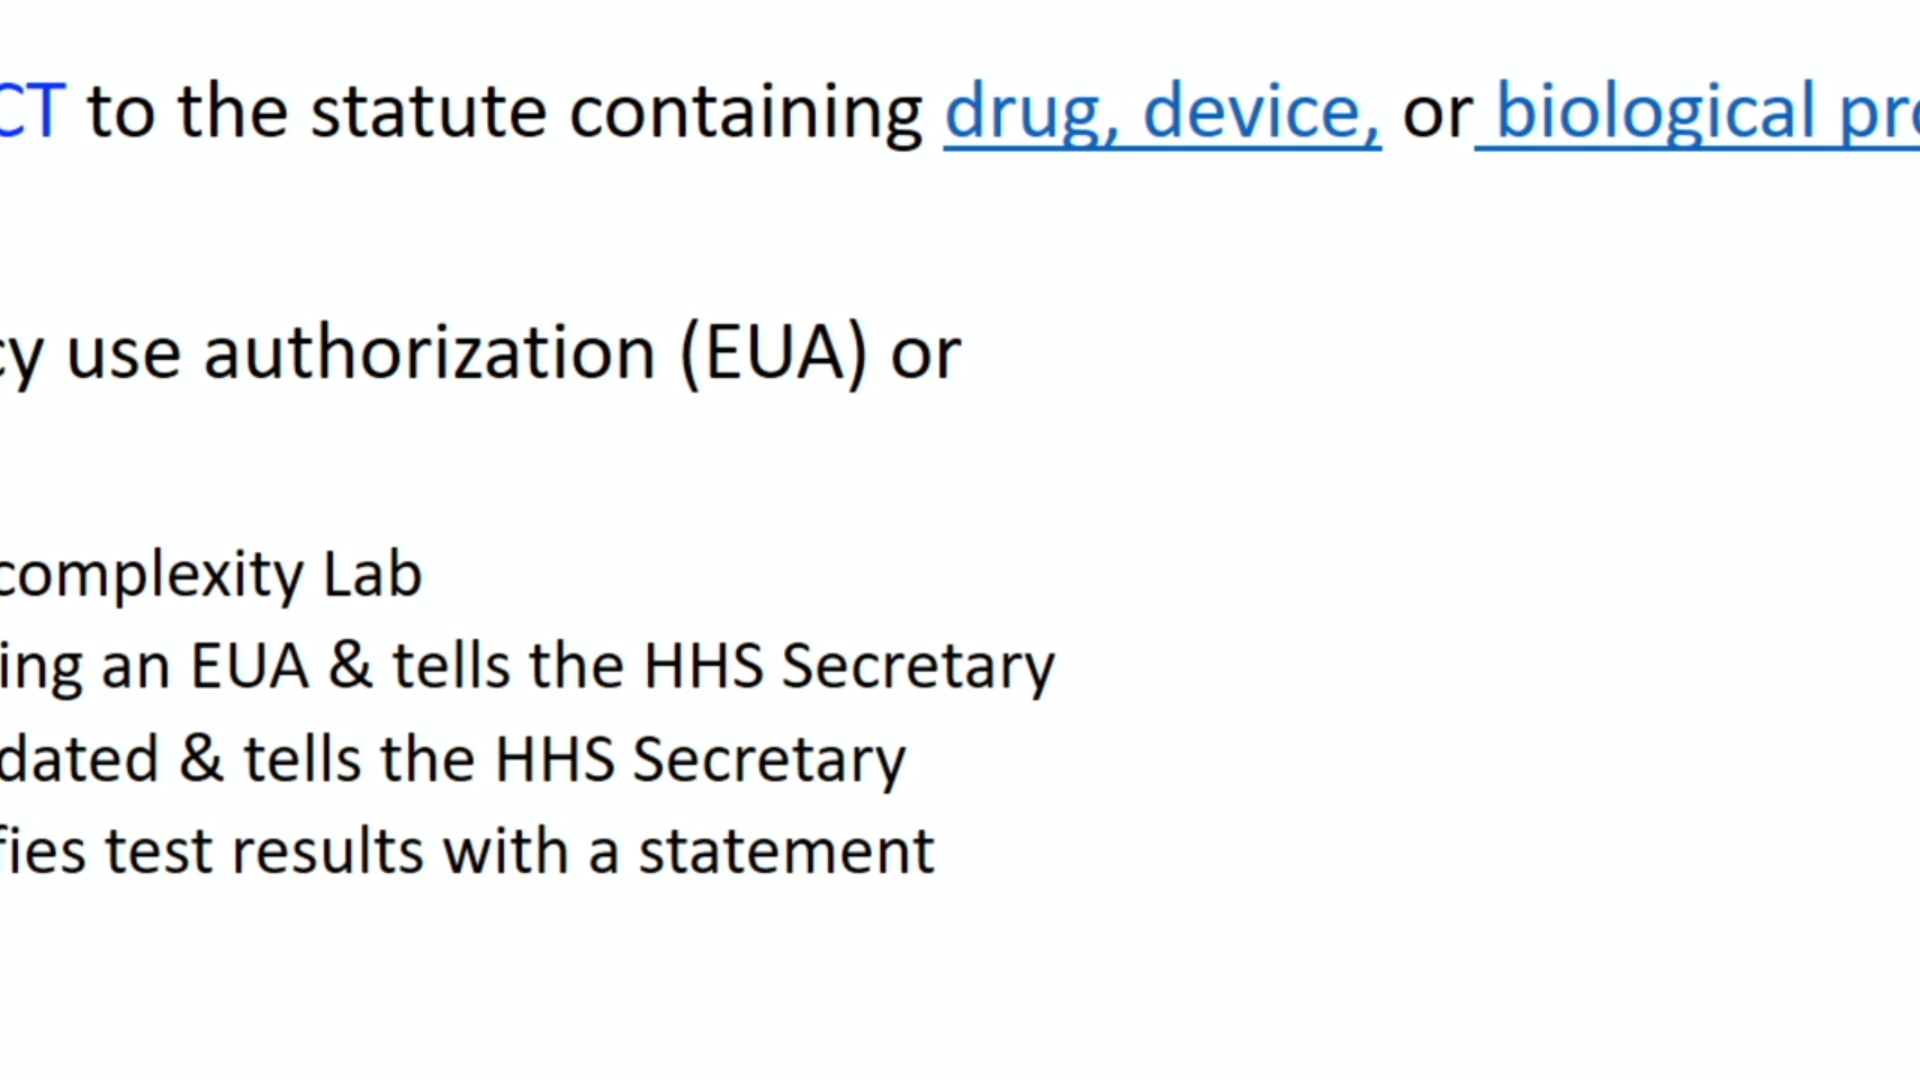 CT to the statute containing drug, device, or biological pro
cy use authorization (EUA) or
complexity Lab
ing an EUA & tells the HHS Secretary
dated & tells the HHS Secretary
fies test results with a statement